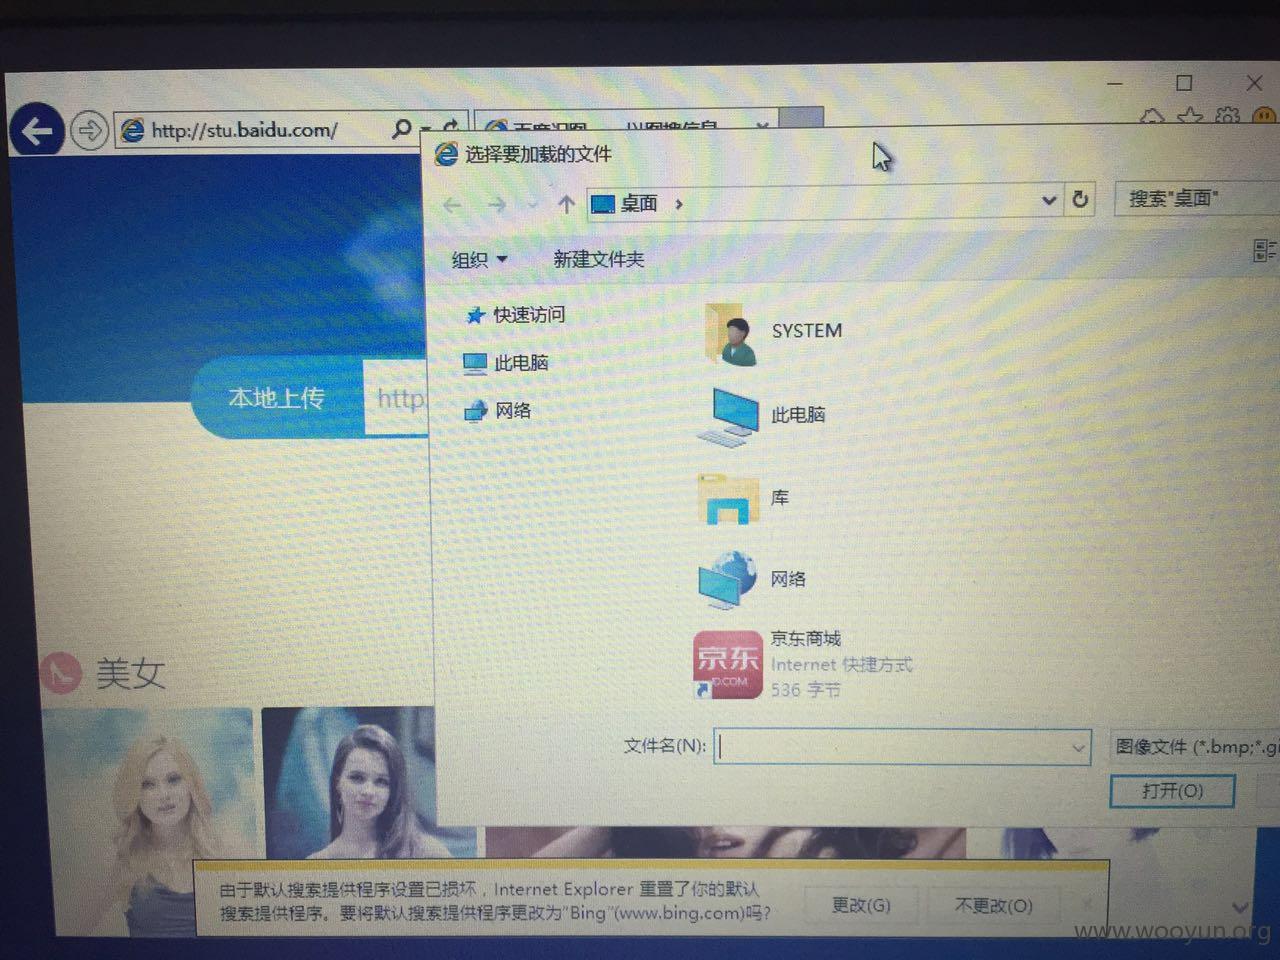 http://stu.baidu.com/
选择要加载的文件
桌面
搜索"桌面"
组织
新建文件夹
快速访问
此电脑
网络
SYSTEM
此电脑
库
网络
京东
JD.COM
京东商城
Internet 快捷方式
536 字节
本地上传
http
美女
文件名(N):
图像文件 (*.bmp;*.gi
打开(O)
由于默认搜索提供程序设置已损坏，Internet Explorer 重置了你的默认
搜索提供程序。要将默认搜索提供程序更改为"Bing"(www.bing.com)吗?
更改(G)
不更改(O)
www.wooyun.org